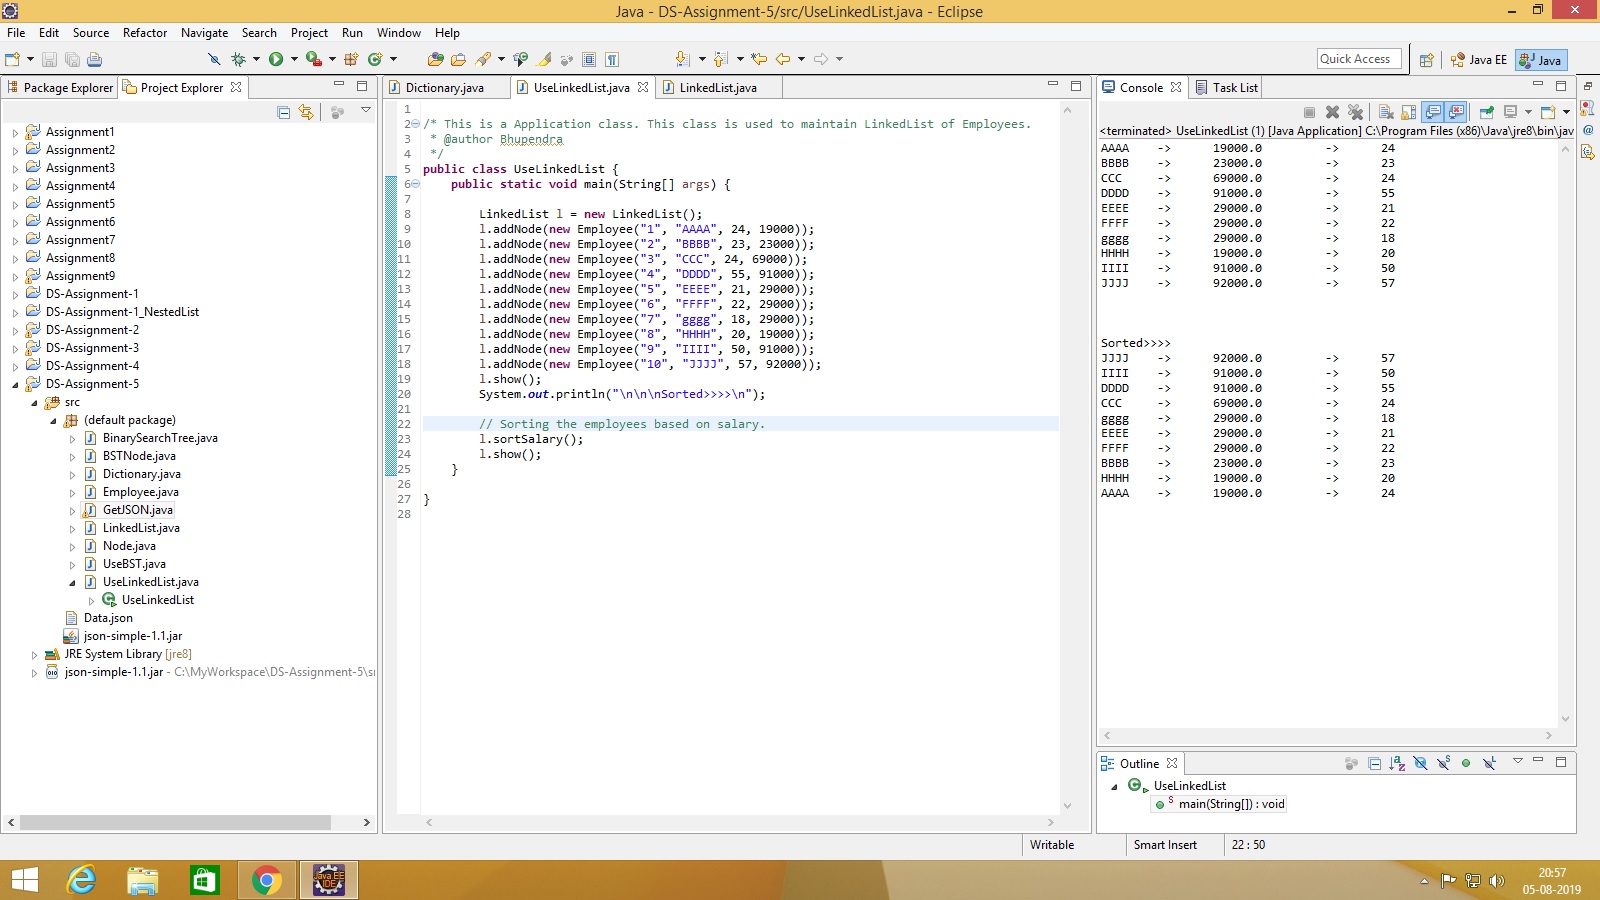 Java - DS-Assignment-5/src/UseLinkedList.java - Eclipse
File Edit Source Refactor Navigate Search Project Run Window Help
Quick Access Java EE Java
Package Explorer Project Explorer
Assignment1
Assignment2
Assignment3
Assignment4
Assignment5
Assignment6
Assignment7
Assignment8
Assignment9
DS-Assignment-1
DS-Assignment-1_NestedList
DS-Assignment-2
DS-Assignment-3
DS-Assignment-4
DS-Assignment-5
src
(default package)
BinarySearchTree.java
BSTNode.java
Dictionary.java
Employee.java
GetJSON.java
LinkedList.java
Node.java
UseBST.java
UseLinkedList.java
UseLinkedList
Data.json
json-simple-1.1.jar
JRE System Library [jre8]
json-simple-1.1.jar - C:\MyWorkspace\DS-Assignment-5\sr
Dictionary.java UseLinkedList.java LinkedList.java
1
2 /* This is a Application class. This class is used to maintain LinkedList of Employees.
3 * @author Bhupendra
4 */
5 public class UseLinkedList {
6 public static void main(String[] args) {
7
8 LinkedList l = new LinkedList();
9 l.addNode(new Employee("1", "AAAA", 24, 19000));
10 l.addNode(new Employee("2", "BBBB", 23, 23000));
11 l.addNode(new Employee("3", "CCC", 24, 69000));
12 l.addNode(new Employee("4", "DDDD", 55, 91000));
13 l.addNode(new Employee("5", "EEEE", 21, 29000));
14 l.addNode(new Employee("6", "FFFF", 22, 29000));
15 l.addNode(new Employee("7", "gggg", 18, 29000));
16 l.addNode(new Employee("8", "HHHH", 20, 19000));
17 l.addNode(new Employee("9", "IIII", 50, 91000));
18 l.addNode(new Employee("10", "JJJJ", 57, 92000));
19 l.show();
20 System.out.println("\n\n\nSorted>>>>\n");
21
22 // Sorting the employees based on salary.
23 l.sortSalary();
24 l.show();
25 }
26
27 }
28
Console Task List
<terminated> UseLinkedList (1) [Java Application] C:\Program Files (x86)\Java\jre8\bin\jav
AAAA -> 19000.0 -> 24
BBBB -> 23000.0 -> 23
CCC -> 69000.0 -> 24
DDDD -> 91000.0 -> 55
EEEE -> 29000.0 -> 21
FFFF -> 29000.0 -> 22
gggg -> 29000.0 -> 18
HHHH -> 19000.0 -> 20
IIII -> 91000.0 -> 50
JJJJ -> 92000.0 -> 57
Sorted>>>>
JJJJ -> 92000.0 -> 57
IIII -> 91000.0 -> 50
DDDD -> 91000.0 -> 55
CCC -> 69000.0 -> 24
gggg -> 29000.0 -> 18
EEEE -> 29000.0 -> 21
FFFF -> 29000.0 -> 22
BBBB -> 23000.0 -> 23
HHHH -> 19000.0 -> 20
AAAA -> 19000.0 -> 24
Outline
UseLinkedList
main(String[]) : void
Writable Smart Insert 22 : 50
Java EE
IDE
20:57
05-08-2019